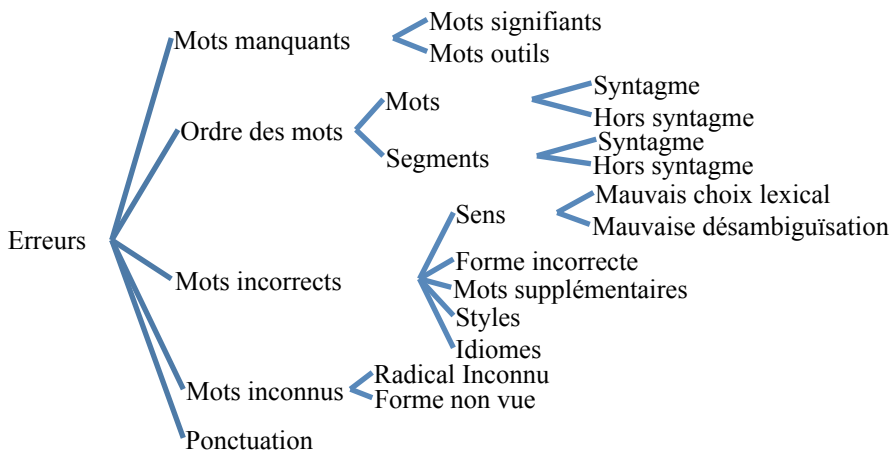 Erreurs
Mots manquants
Mots signifiants
Mots outils
Ordre des mots
Mots
Syntagme
Hors syntagme
Segments
Syntagme
Hors syntagme
Mots incorrects
Sens
Mauvais choix lexical
Mauvaise désambiguïsation
Forme incorrecte
Mots supplémentaires
Styles
Idiomes
Mots inconnus
Radical Inconnu
Forme non vue
Ponctuation